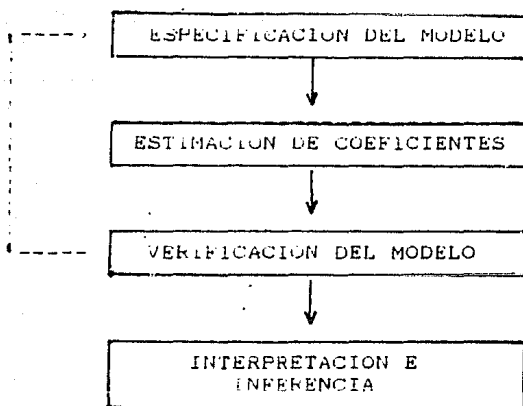 ESPECIFICACION DEL MODELO
ESTIMACION DE COEFICIENTES
VERIFICACION DEL MODELO
INTERPRETACION E
INFERENCIA